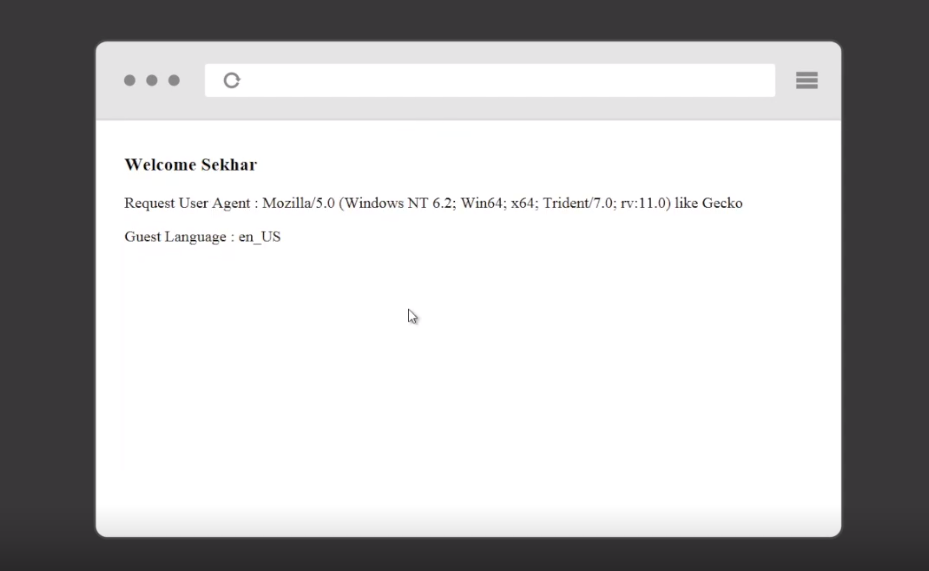 Welcome Sekhar
Request User Agent : Mozilla/5.0 (Windows NT 6.2; Win64; x64; Trident/7.0; rv:11.0) like Gecko
Guest Language : en_US